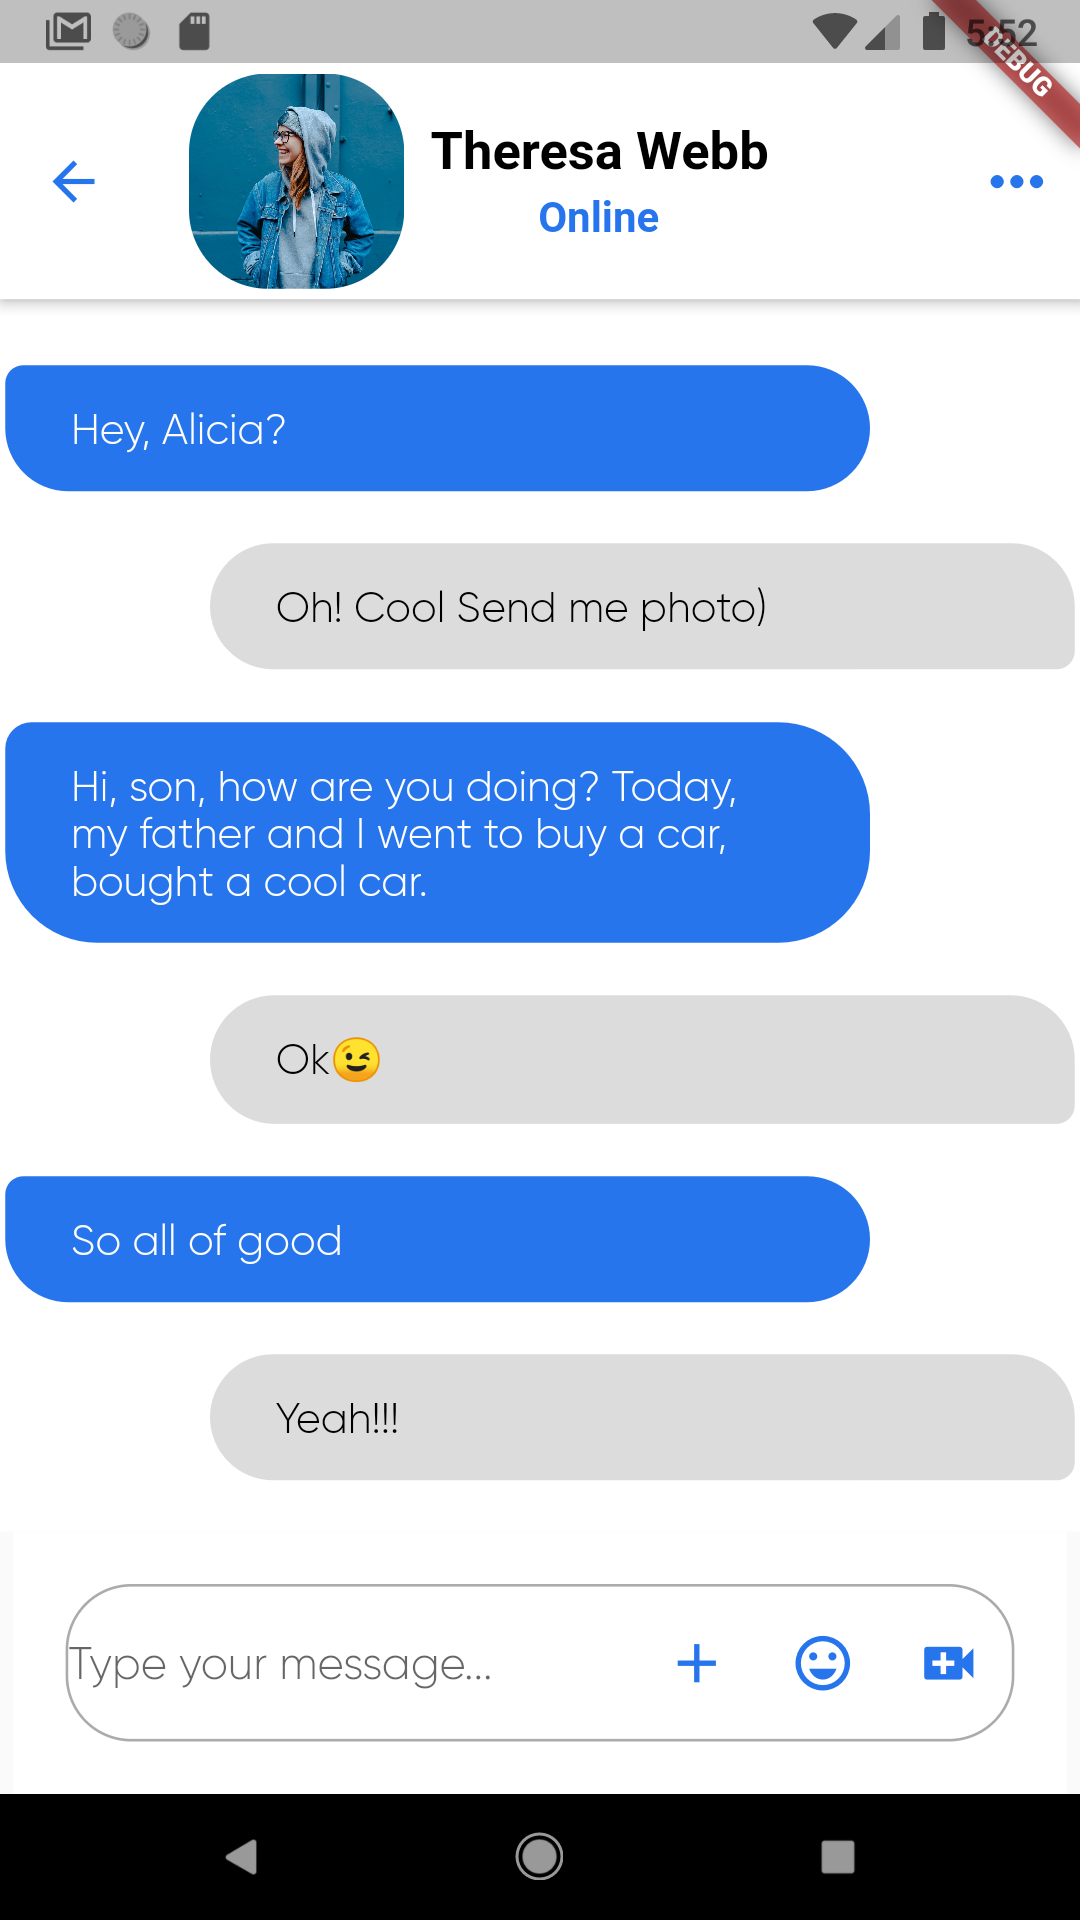 5:52
DEBUG
Theresa Webb
Online
Hey, Alicia?
Oh! Cool Send me photo)
Hi, son, how are you doing? Today,
my father and I went to buy a car,
bought a cool car.
Ok😉
So all of good
Yeah!!!
Type your message...